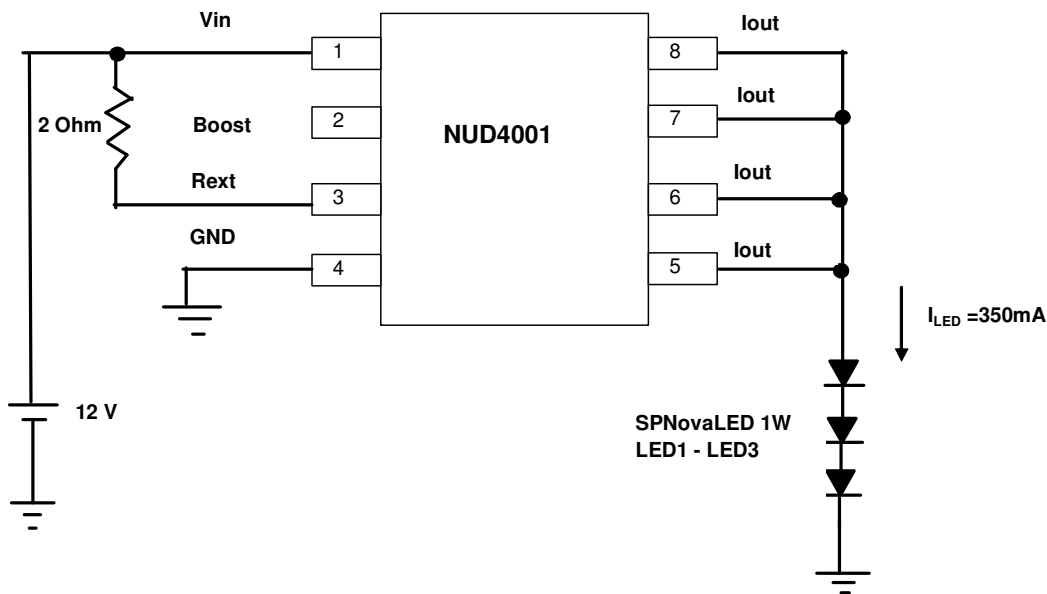 Vin
Iout
1
8
2 Ohm
Boost
2
NUD4001
7
Iout
Rext
3
6
Iout
GND
4
5
Iout
I_LED =350mA
12 V
SPNovaLED 1W
LED1 - LED3